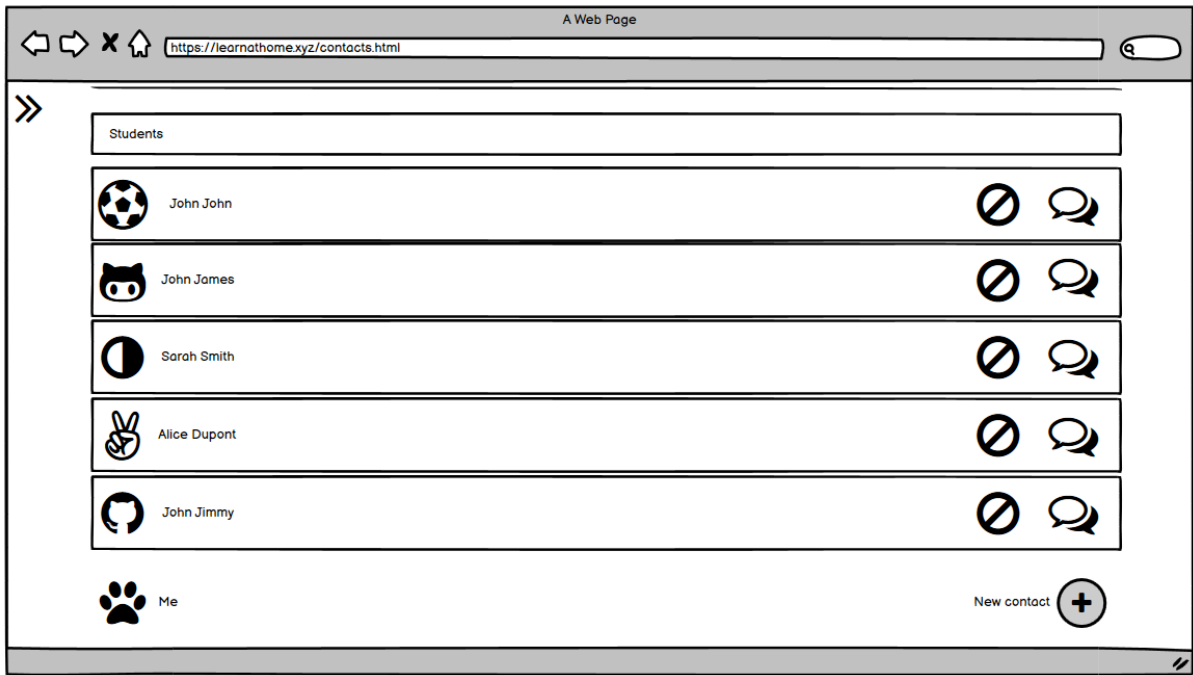 A Web Page
https://learnathome.xyz/contacts.html
Students
John John
John James
Sarah Smith
Alice Dupont
John Jimmy
Me
New contact